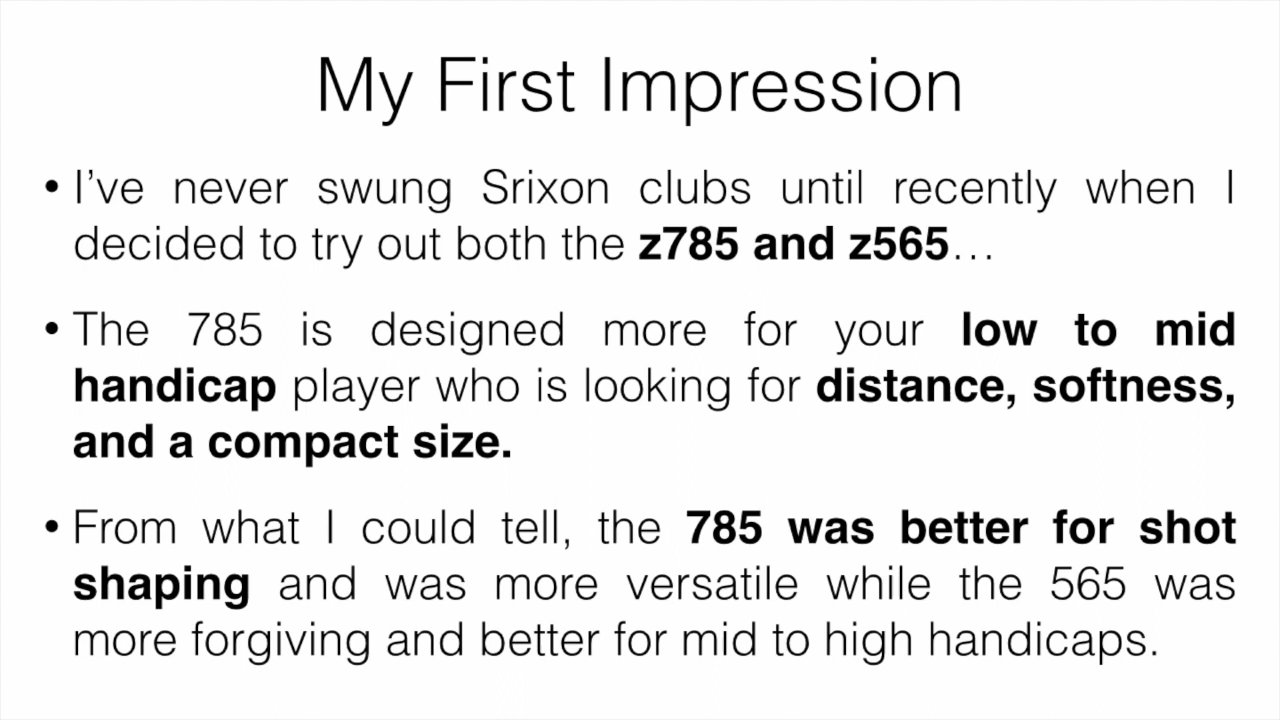 My First Impression
• I’ve never swung Srixon clubs until recently when I
decided to try out both the z785 and z565…
• The 785 is designed more for your low to mid
handicap player who is looking for distance, softness,
and a compact size.
• From what I could tell, the 785 was better for shot
shaping and was more versatile while the 565 was
more forgiving and better for mid to high handicaps.